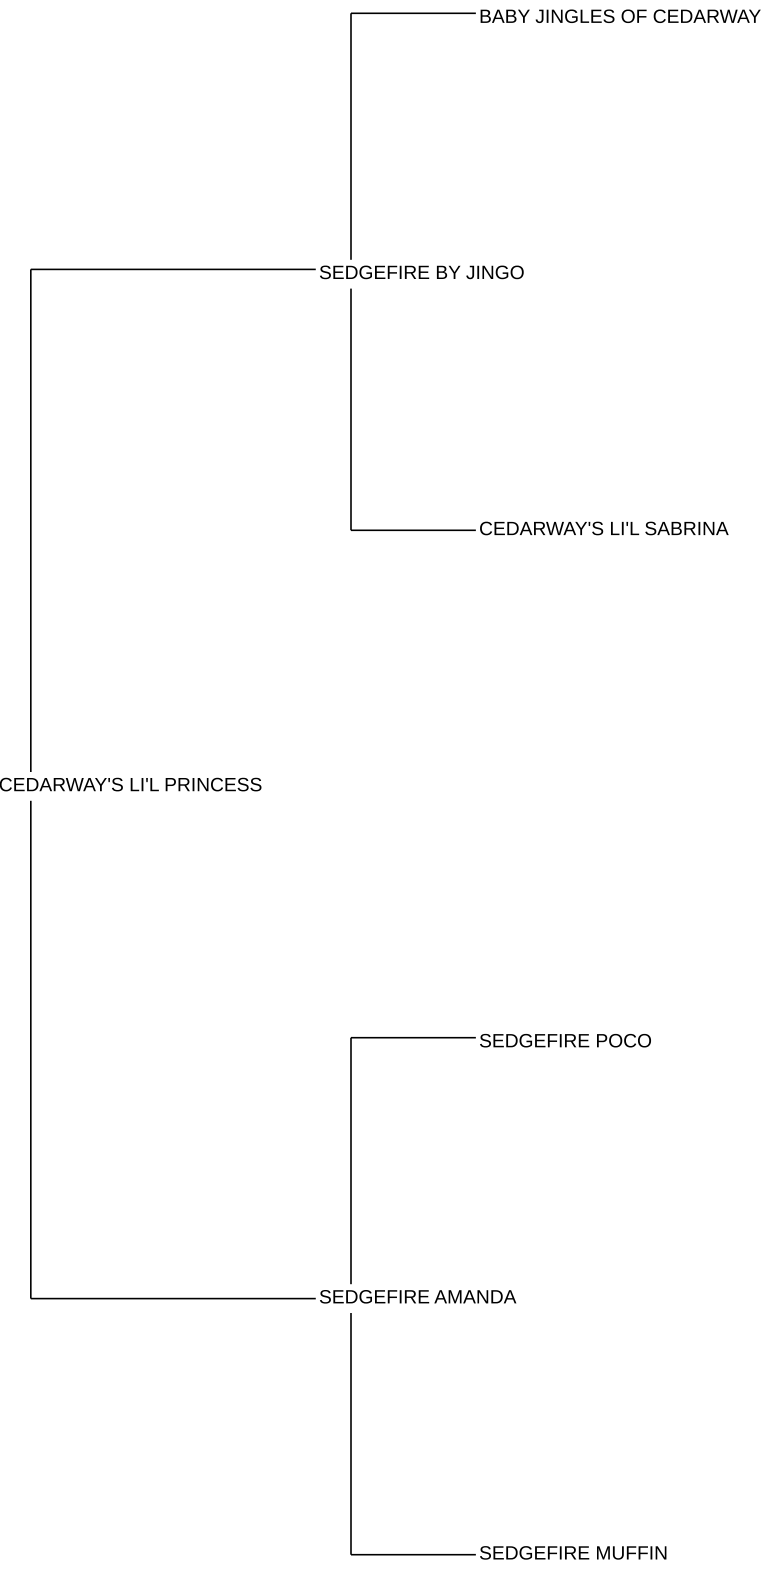 BABY JINGLES OF CEDARWAY
SEDGEFIRE BY JINGO
CEDARWAY'S LI'L SABRINA
CEDARWAY'S LI'L PRINCESS
SEDGEFIRE POCO
SEDGEFIRE AMANDA
SEDGEFIRE MUFFIN